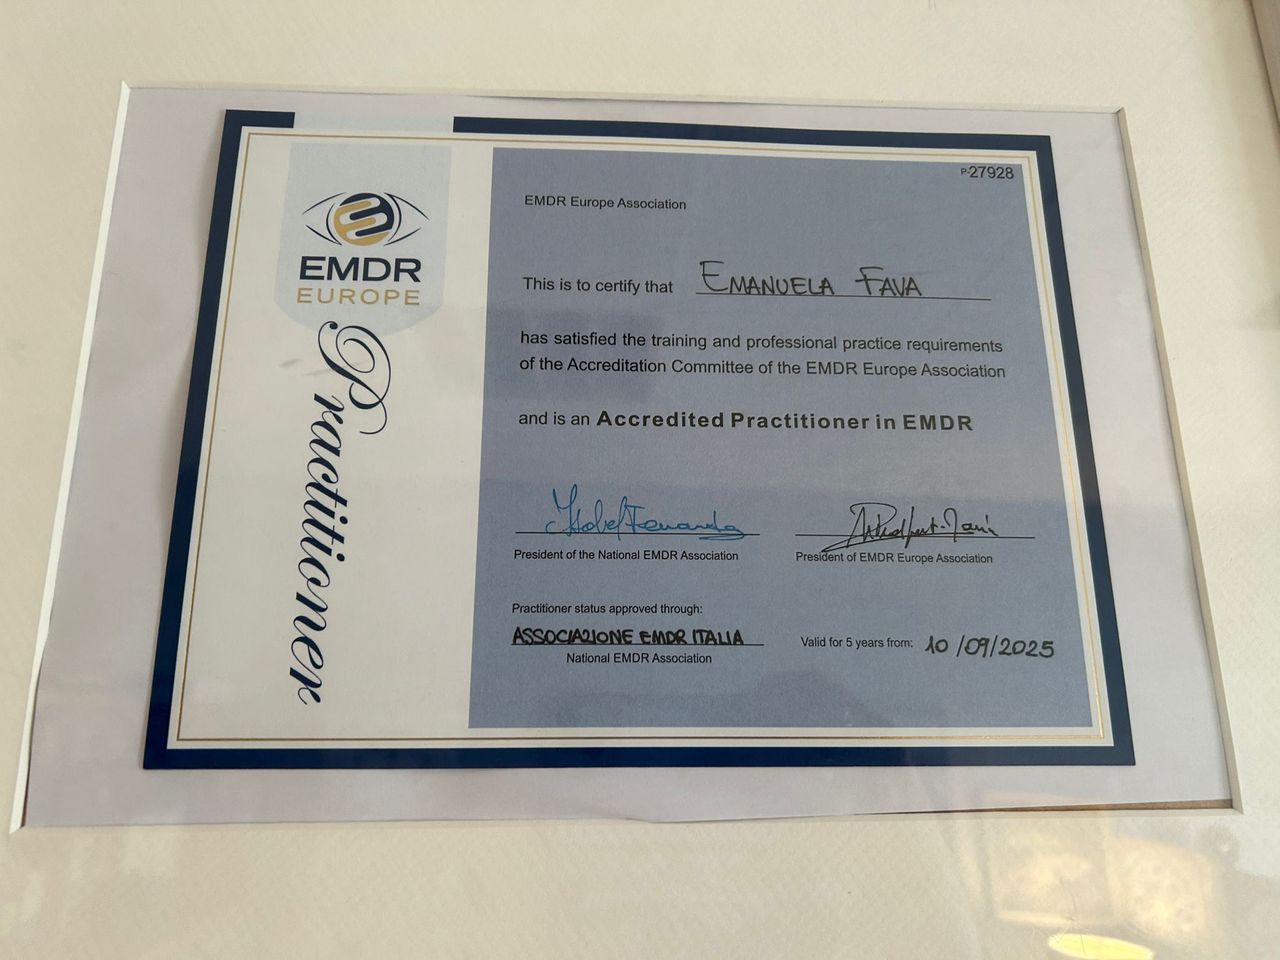 P-27928
EMDR
EUROPE
Practitioner
EMDR Europe Association
This is to certify that EMANUELA FAVA
has satisfied the training and professional practice requirements
of the Accreditation Committee of the EMDR Europe Association
and is an Accredited Practitioner in EMDR
Isabel Fernandez
President of the National EMDR Association
President of EMDR Europe Association
Practitioner status approved through:
ASSOCIAZIONE EMDR ITALIA
National EMDR Association
Valid for 5 years from: 10/09/2025